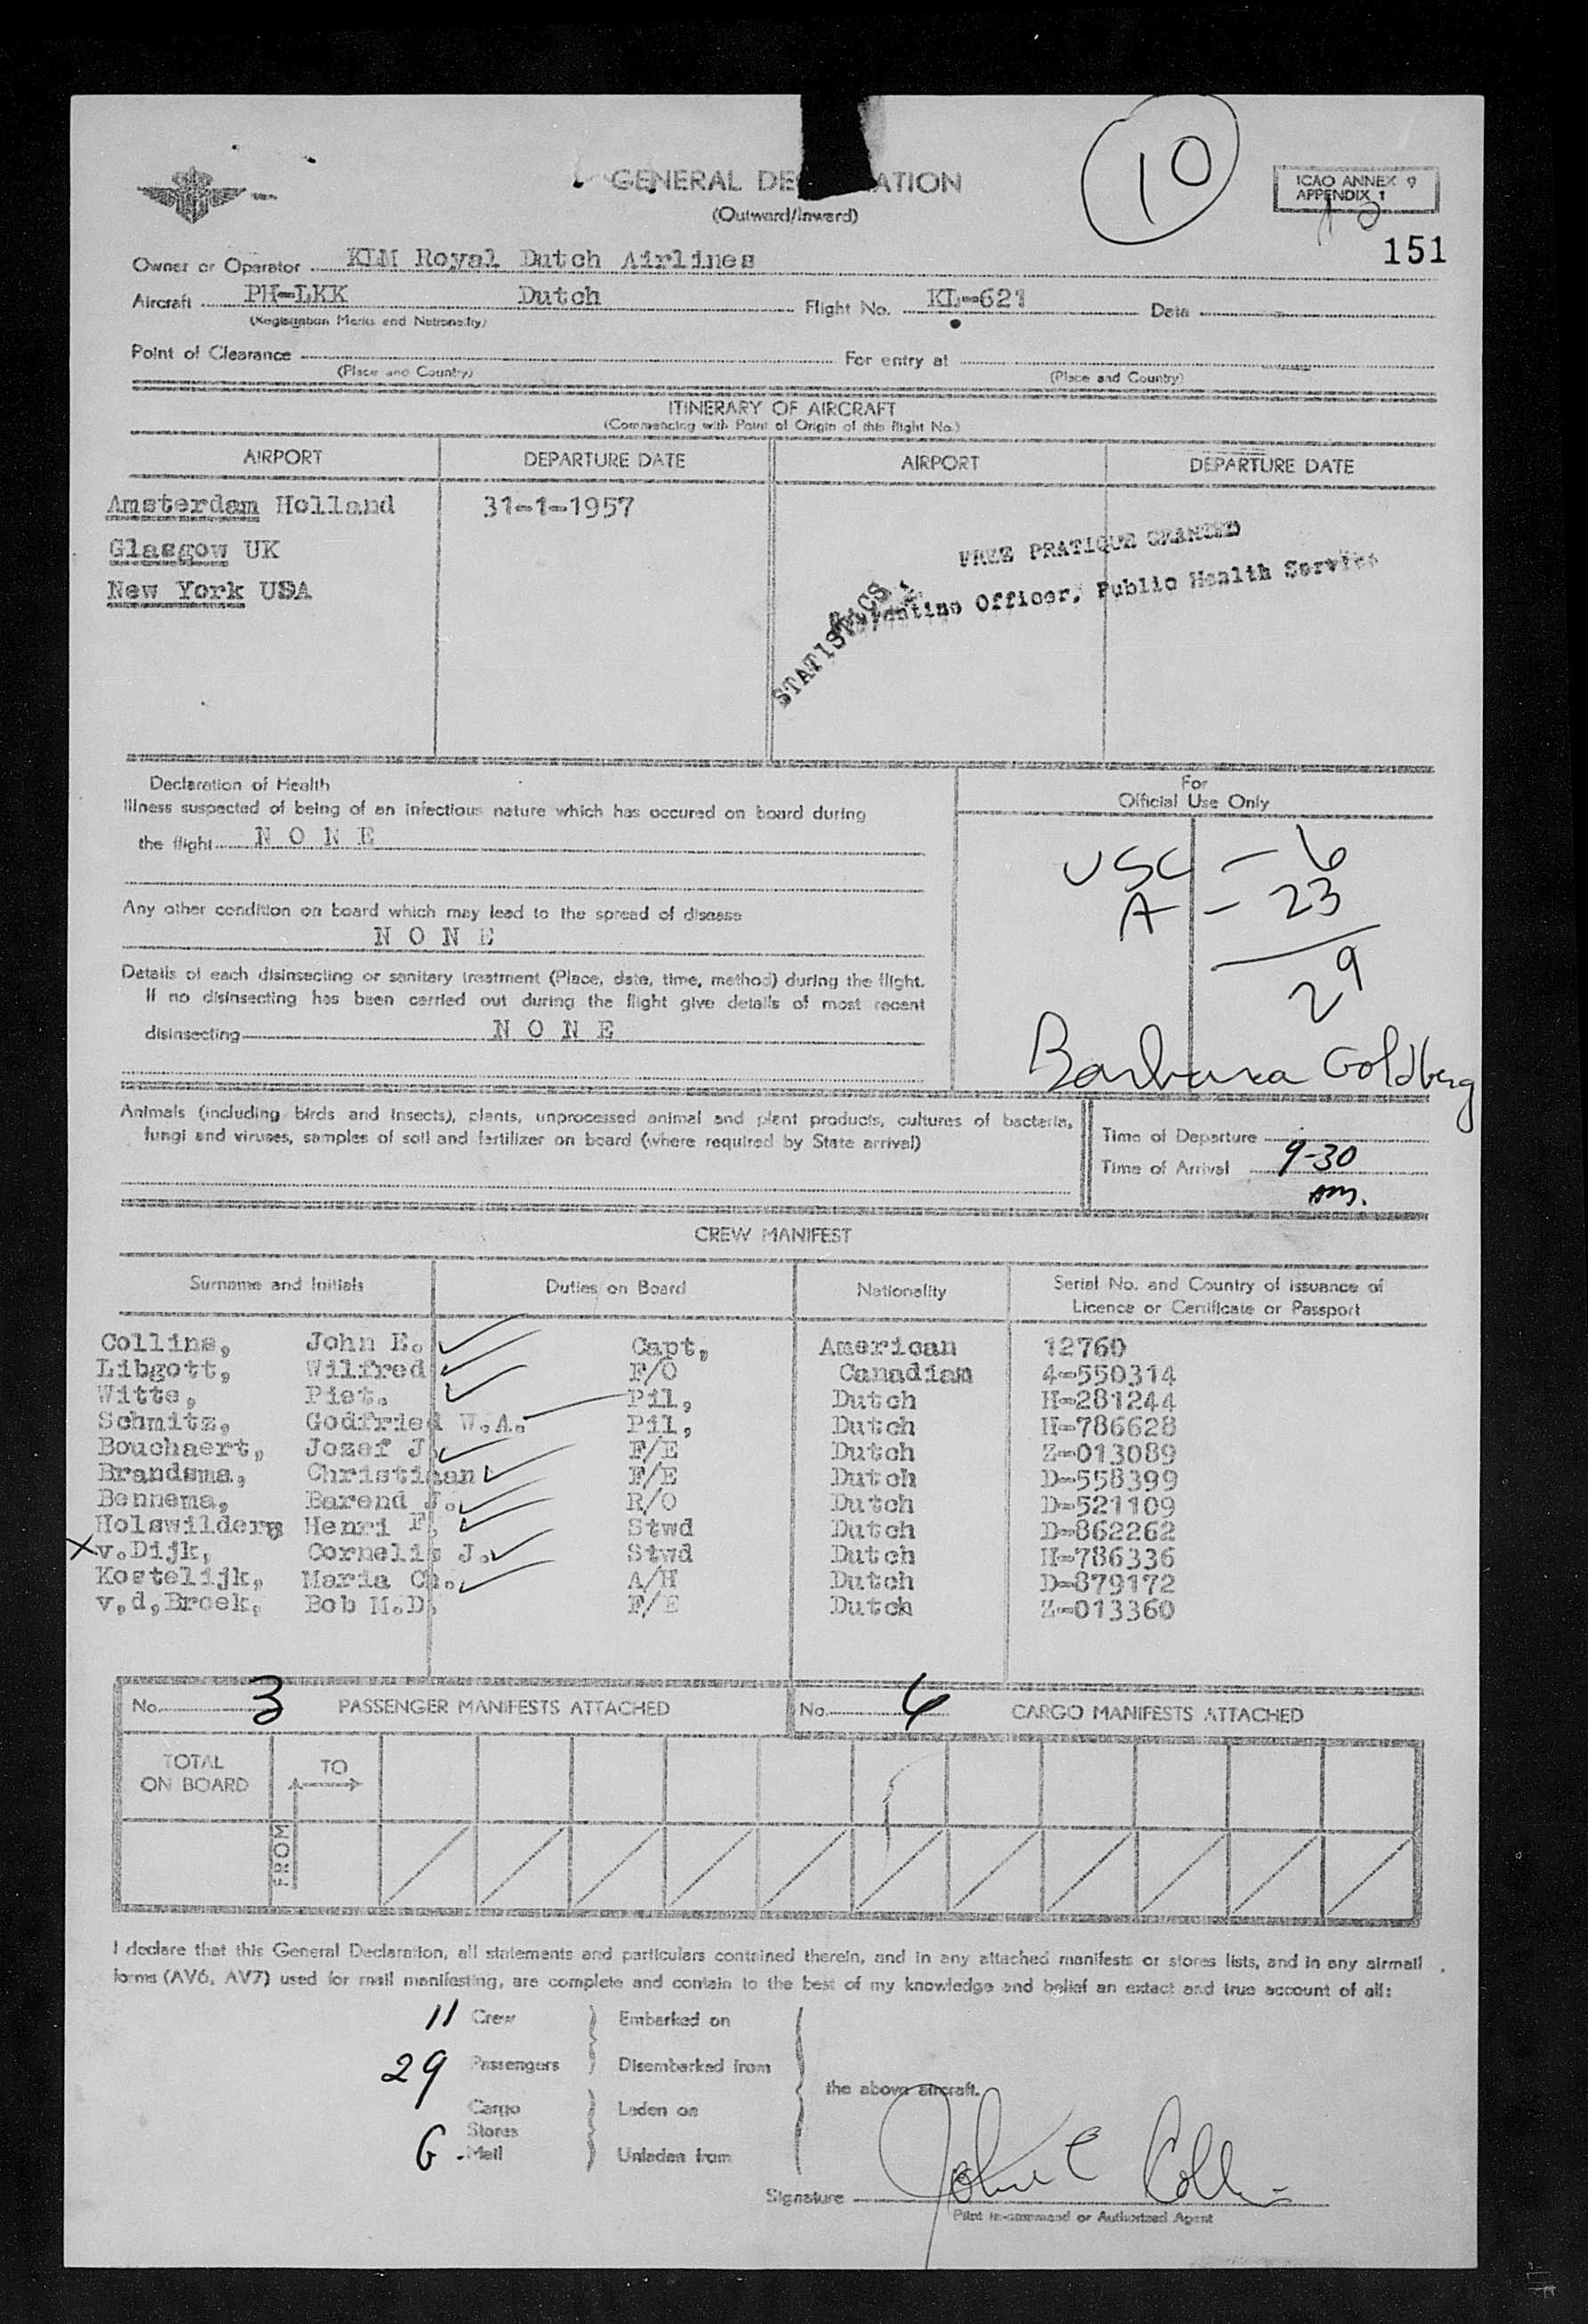 10
GENERAL DE ATION
(Outward/Inward)
ICAO ANNEX 9
APPENDIX 1
151
Owner or Operator KLM Royal Dutch Airlines
Aircraft PH-LKK Dutch Flight No. KL-621 Date
(Registration Marks and Nationality)
Point of Clearance For entry at
(Place and Country) (Place and Country)
ITINERARY OF AIRCRAFT
(Commencing with Point of Origin of this flight No.)
AIRPORT DEPARTURE DATE AIRPORT DEPARTURE DATE
Amsterdam Holland 31-1-1957
Glasgow UK
New York USA
FREE PRATIQUE GRANTED
Officer, Public Health Service
STATISTICS
Declaration of Health
Illness suspected of being of an infectious nature which has occured on board during
the flight N O N E
Any other condition on board which may lead to the spread of disease
N O N E
Details of each disinsecting or sanitary treatment (Place, date, time, method) during the flight.
If no disinsecting has been carried out during the flight give details of most recent
disinsecting N O N E
For
Official Use Only
USC - 6
A - 23
29
Barbara Goldberg
Animals (including birds and insects), plants, unprocessed animal and plant products, cultures of bacteria,
fungi and viruses, samples of soil and fertilizer on board (where required by State arrival)
Time of Departure
Time of Arrival 9-30
am.
CREW MANIFEST
Surname and Initials Duties on Board Nationality Serial No. and Country of issuance of
Licence or Certificate or Passport
Collins, John E. Capt, American 12760
Libgott, Wilfred F/O Canadian 4-550314
Witte, Piet. Pil, Dutch H-281244
Schmitz, Godfried W.A. Pil, Dutch H-786628
Bouchaert, Jozef J. F/E Dutch Z-013089
Brandsma, Christiaan F/E Dutch D-558399
Bennema, Barend J. R/O Dutch D-521109
Holswilders Henri F. Stwd Dutch D-862262
x v.Dijk, Cornelis J. Stwd Dutch H-786336
Kostelijk, Maria Ch. A/H Dutch D-879172
v,d,Broek, Bob H.D. F/E Dutch Z-013360
No. 3 PASSENGER MANIFESTS ATTACHED No. 6 CARGO MANIFESTS ATTACHED
TOTAL
ON BOARD
TO
FROM
I declare that this General Declaration, all statements and particulars contained therein, and in any attached manifests or stores lists, and in any airmail
forms (AV6, AV7) used for mail manifesting, are complete and contain to the best of my knowledge and belief an extact and true account of all:
11 Crew Embarked on
29 Passengers Disembarked from
the above aircraft.
Cargo Laden on
Stores
6 Mail Unladen from
Signature John E Collins
Pilot in-command or Authorized Agent